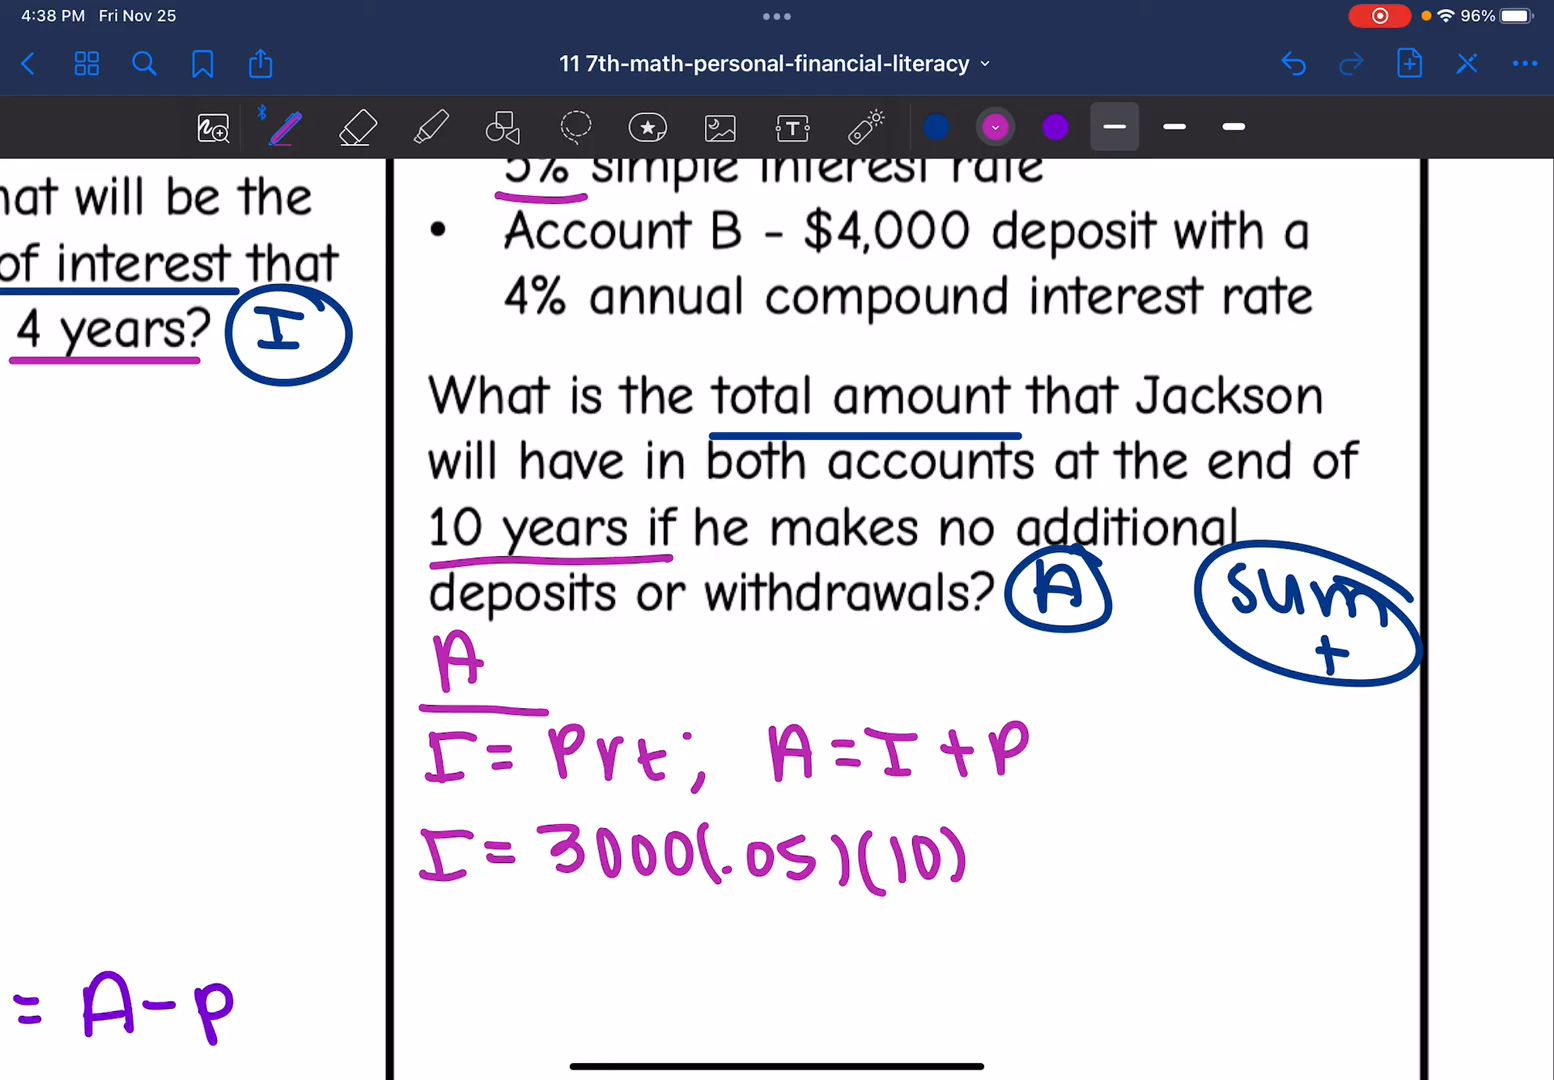 4:38 PM Fri Nov 25
96%
11 7th-math-personal-financial-literacy
T
hat will be the
of interest that
4 years? I
= A - P
5% simple interest rate
• Account B - $4,000 deposit with a
4% annual compound interest rate
What is the total amount that Jackson
will have in both accounts at the end of
10 years if he makes no additional
deposits or withdrawals? A
sum
+
A
I = Prt; A = I + P
I = 3000(.05)(10)